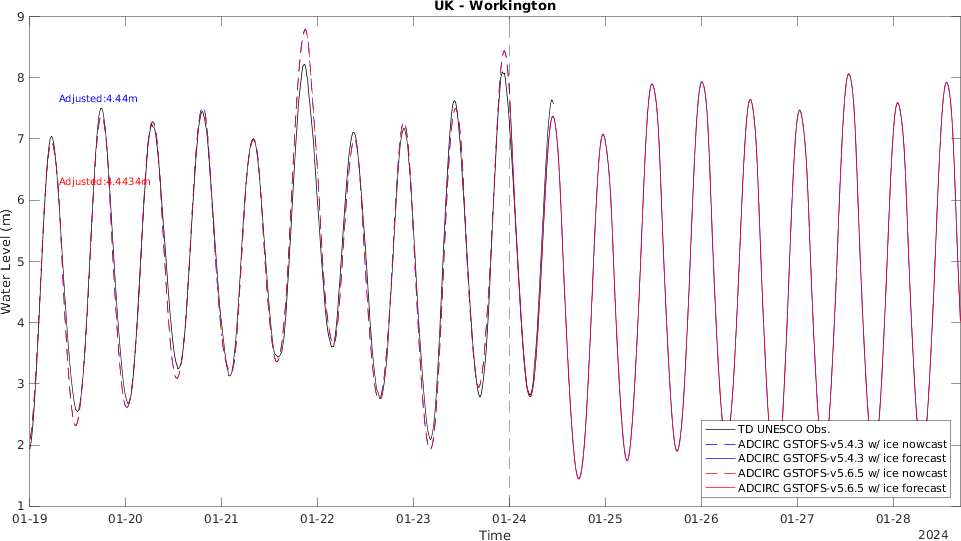 UK - Workington
9
8
7
6
5
4
3
2
1
Water Level (m)
Adjusted:4.44m
Adjusted:4.4434m
TD UNESCO Obs.
ADCIRC GSTOFS-v5.4.3 w/ ice nowcast
ADCIRC GSTOFS-v5.4.3 w/ ice forecast
ADCIRC GSTOFS-v5.6.5 w/ ice nowcast
ADCIRC GSTOFS-v5.6.5 w/ ice forecast
01-19 01-20 01-21 01-22 01-23 01-24 01-25 01-26 01-27 01-28
Time
2024